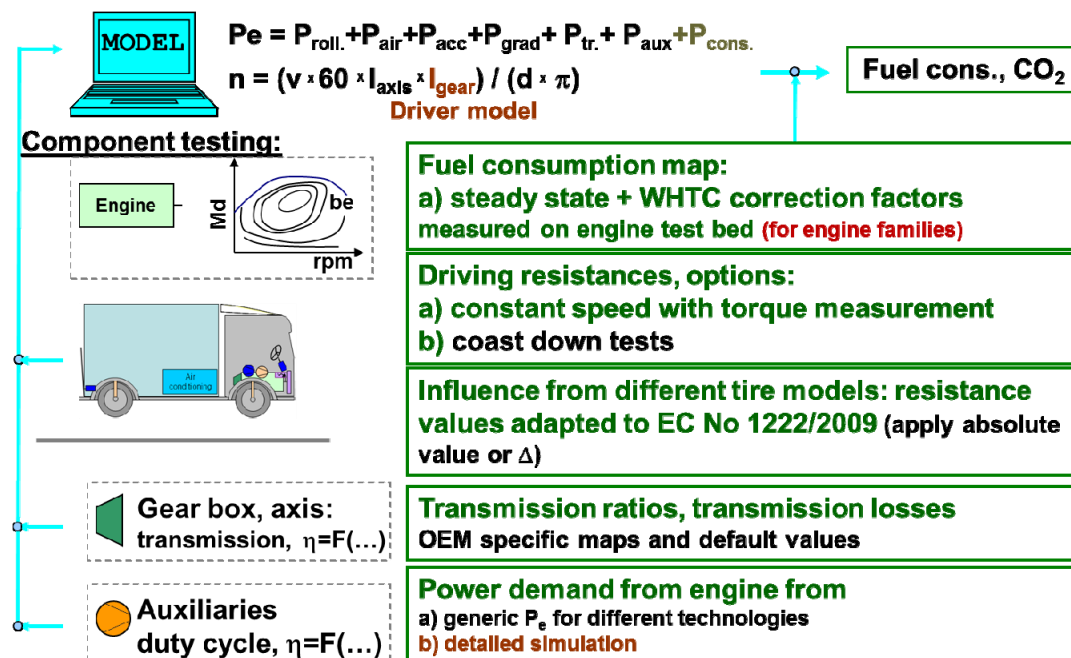 MODEL
Pe = Proll.+Pair+Pacc+Pgrad+ Ptr.+ Paux+Pcons.
n = (v * 60 * Iaxis * Igear) / (d * π)
Driver model
Fuel cons., CO2
Component testing:
Engine
Md
be
rpm
Fuel consumption map:
a) steady state + WHTC correction factors
measured on engine test bed (for engine families)
Driving resistances, options:
a) constant speed with torque measurement
b) coast down tests
Air
conditioning
Influence from different tire models: resistance
values adapted to EC No 1222/2009 (apply absolute
value or Δ)
Gear box, axis:
transmission, η=F(...)
Transmission ratios, transmission losses
OEM specific maps and default values
Auxiliaries
duty cycle, η=F(...)
Power demand from engine from
a) generic Pe for different technologies
b) detailed simulation